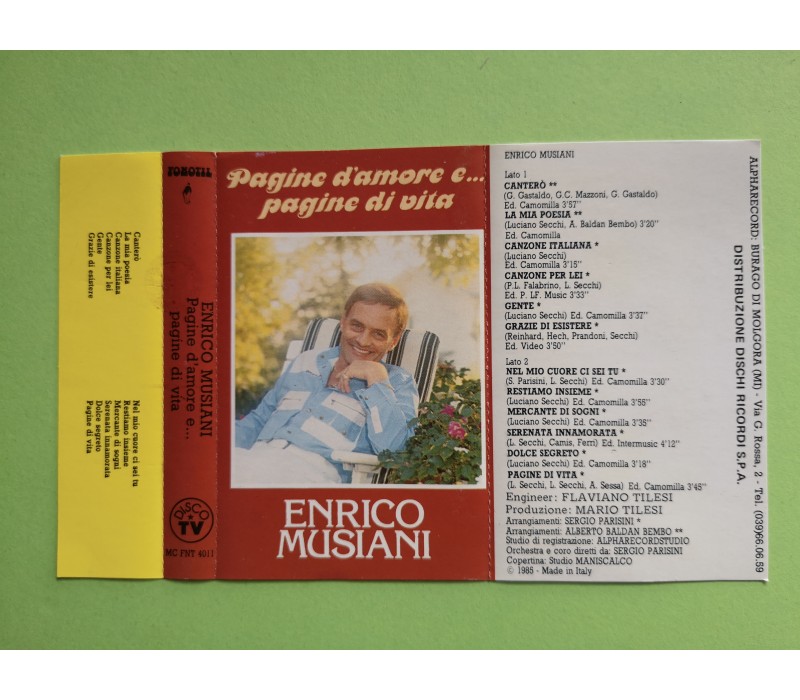 Canterò
La mia poesia
Canzone italiana
Canzone per lei
Gente
Grazie di esistere
Nel mio cuore ci sei tu
Restiamo insieme
Mercante di sogni
Serenata innamorata
Dolce segreto
Pagine di vita
FONOTIL
ENRICO MUSIANI
Pagine d'amore e...
pagine di vita
DISCO
TV
MC FNT 4011
Pagine d'amore e...
pagine di vita
ENRICO
MUSIANI
ENRICO MUSIANI
Lato 1
CANTERÒ **
(G. Gastaldo, G.C. Mazzoni, G. Gastaldo)
Ed. Camomilla 3'57"
LA MIA POESIA **
(Luciano Secchi, A. Baldan Bembo) 3'20"
Ed. Camomilla
CANZONE ITALIANA *
(Luciano Secchi)
Ed. Camomilla 3'15"
CANZONE PER LEI *
(P.L. Falabrino, L. Secchi)
Ed. P. LF. Music 3'33"
GENTE *
(Luciano Secchi) Ed. Camomilla 3'37"
GRAZIE DI ESISTERE *
(Reinhard, Hech, Prandoni, Secchi)
Ed. Video 3'50"
Lato 2
NEL MIO CUORE CI SEI TU *
(S. Parisini, L. Secchi) Ed. Camomilla 3'30"
RESTIAMO INSIEME *
(Luciano Secchi) Ed. Camomilla 3'55"
MERCANTE DI SOGNI *
(Luciano Secchi) Ed. Camomilla 3'35"
SERENATA INNAMORATA *
(L. Secchi, Camis, Ferri) Ed. Intermusic 4'12"
DOLCE SEGRETO *
(Luciano Secchi) Ed. Camomilla 3'18"
PAGINE DI VITA *
(L. Secchi, L. Secchi, A. Sessa) Ed. Camomilla 3'45"
Engineer: FLAVIANO TILESI
Produzione: MARIO TILESI
Arrangiamenti: SERGIO PARISINI *
Arrangiamenti: ALBERTO BALDAN BEMBO **
Studio di registrazione: ALPHARECORDSTUDIO
Orchestra e coro diretti da: SERGIO PARISINI
Copertina: Studio MANISCALCO
© 1985 - Made in Italy
ALPHARECORD: BURAGO DI MOLGORA (MI) - Via G. Rossa, 2 - Tel. (039)66.06.59
DISTRIBUZIONE DISCHI RICORDI S.P.A.